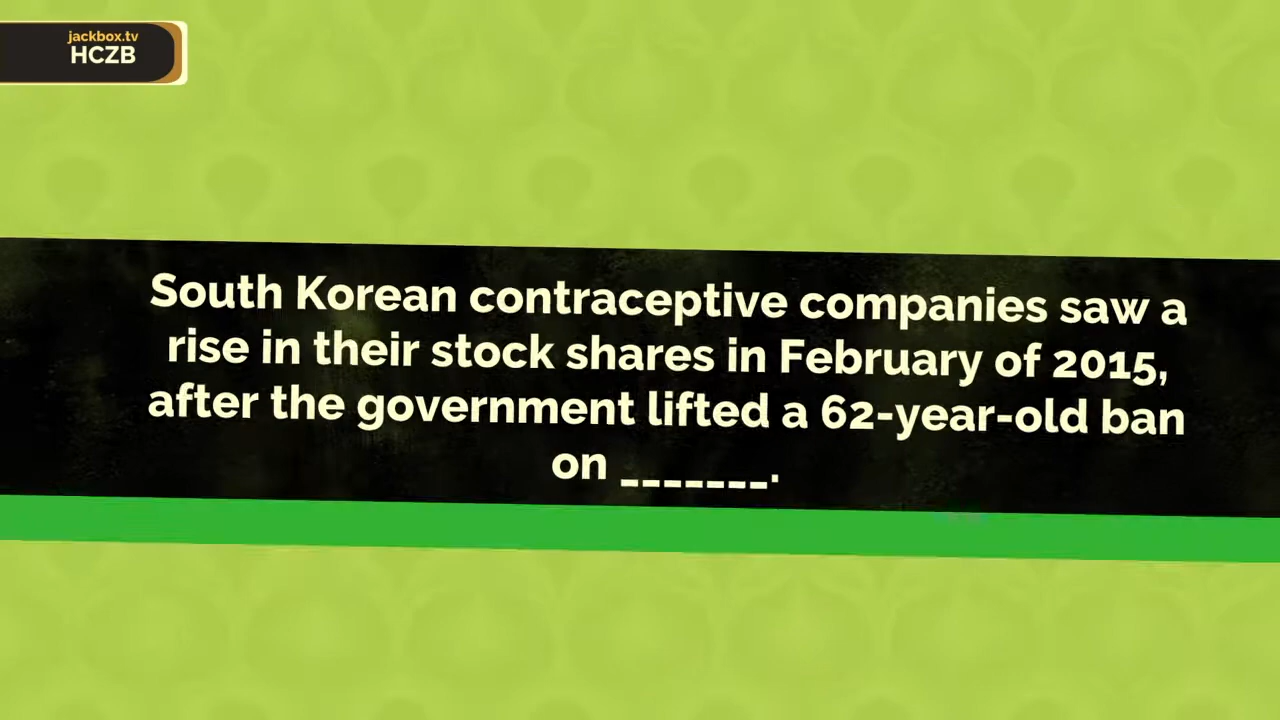 jackbox.tv
HCZB
South Korean contraceptive companies saw a
rise in their stock shares in February of 2015,
after the government lifted a 62-year-old ban
on _______.